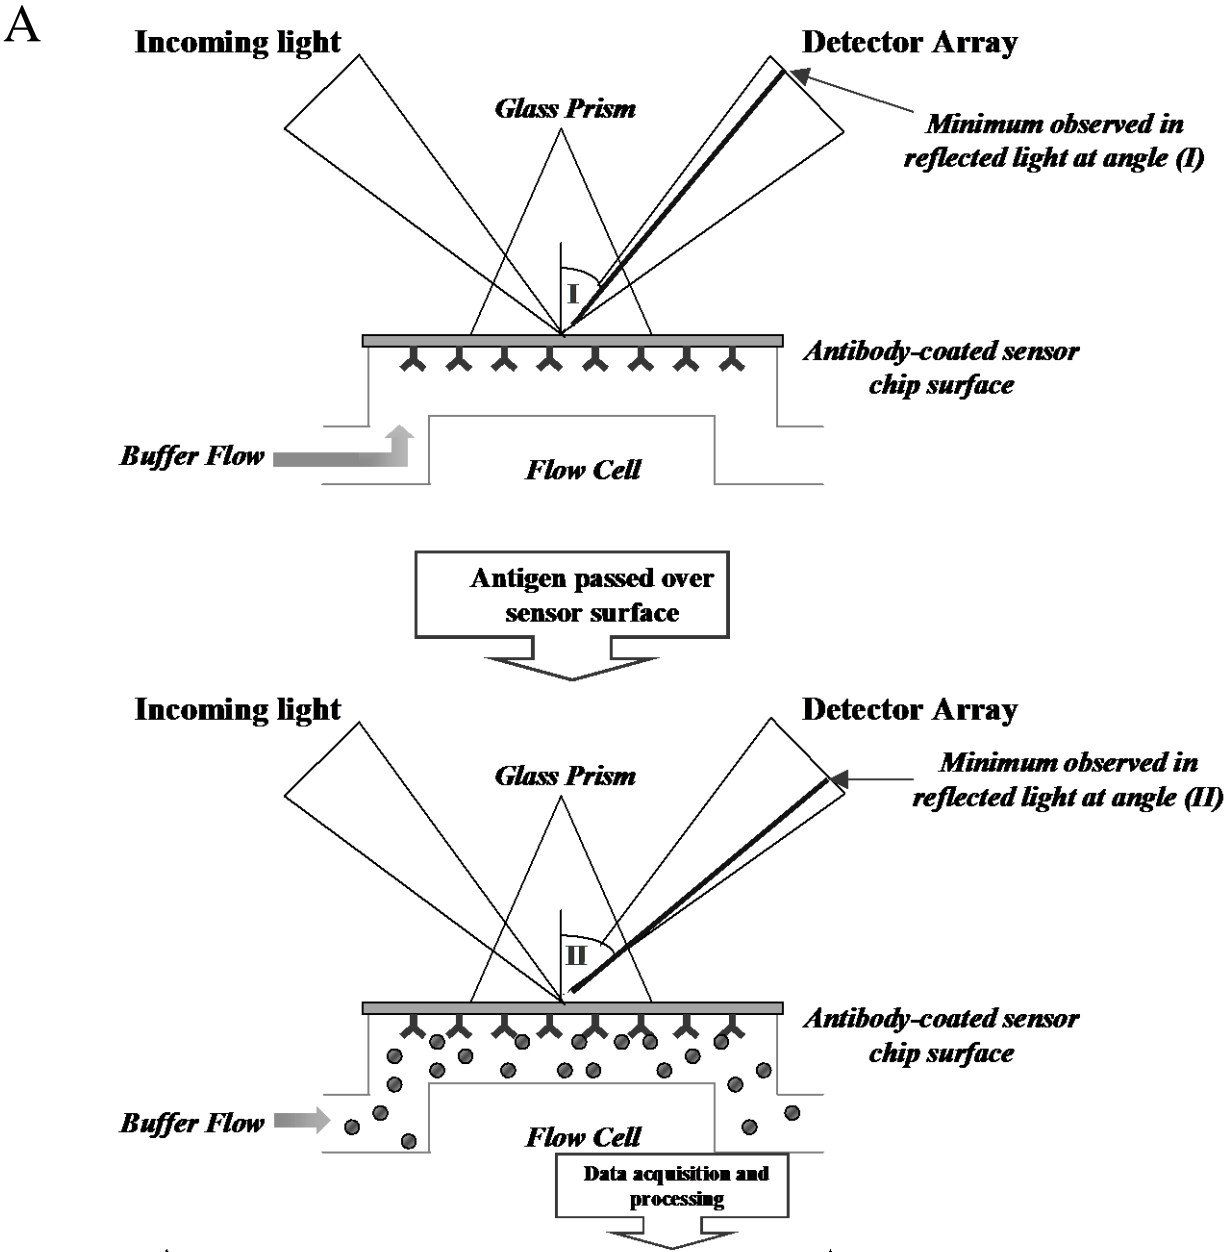 A
Incoming light
Detector Array
Glass Prism
Minimum observed in
reflected light at angle (I)
I
Antibody-coated sensor
chip surface
Buffer Flow
Flow Cell
Antigen passed over
sensor surface
Incoming light
Detector Array
Glass Prism
Minimum observed in
reflected light at angle (II)
II
Antibody-coated sensor
chip surface
Buffer Flow
Flow Cell
Data acquisition and
processing